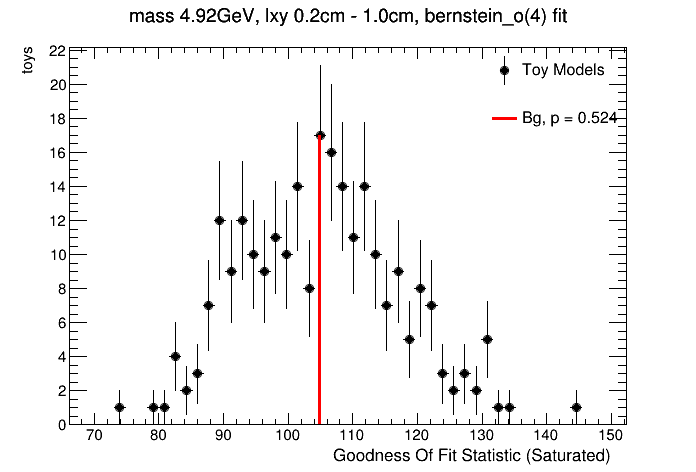 mass 4.92GeV, lxy 0.2cm - 1.0cm, bernstein_o(4) fit
toys
22
20
18
16
14
12
10
8
6
4
2
0
Toy Models
Bg, p = 0.524
70 80 90 100 110 120 130 140 150
Goodness Of Fit Statistic (Saturated)